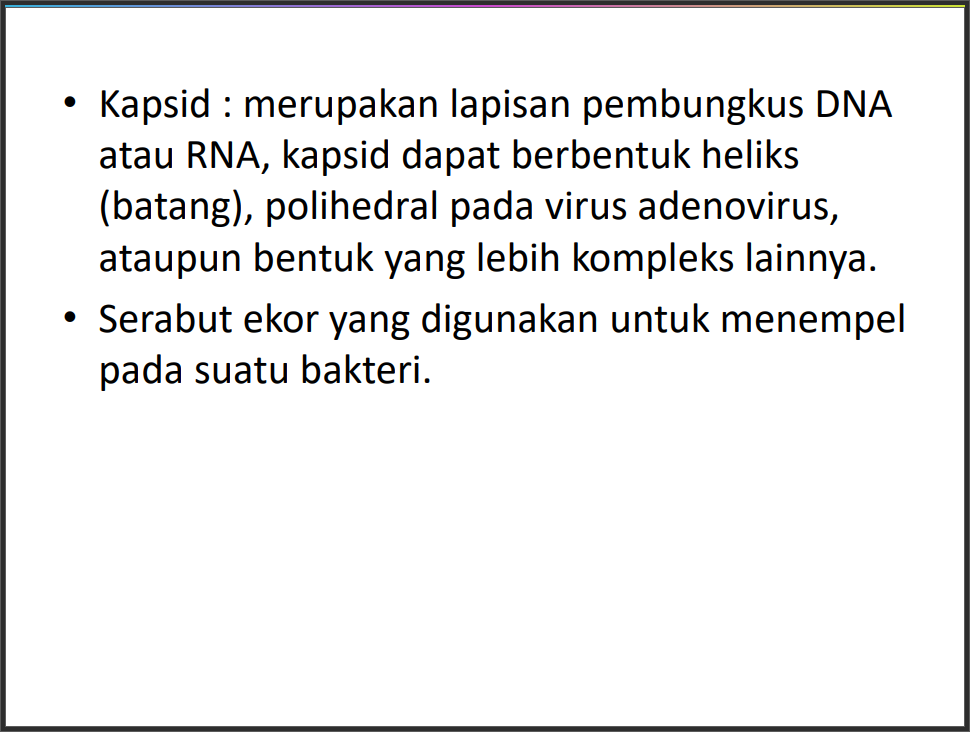 • Kapsid : merupakan lapisan pembungkus DNA
atau RNA, kapsid dapat berbentuk heliks
(batang), polihedral pada virus adenovirus,
ataupun bentuk yang lebih kompleks lainnya.
• Serabut ekor yang digunakan untuk menempel
pada suatu bakteri.